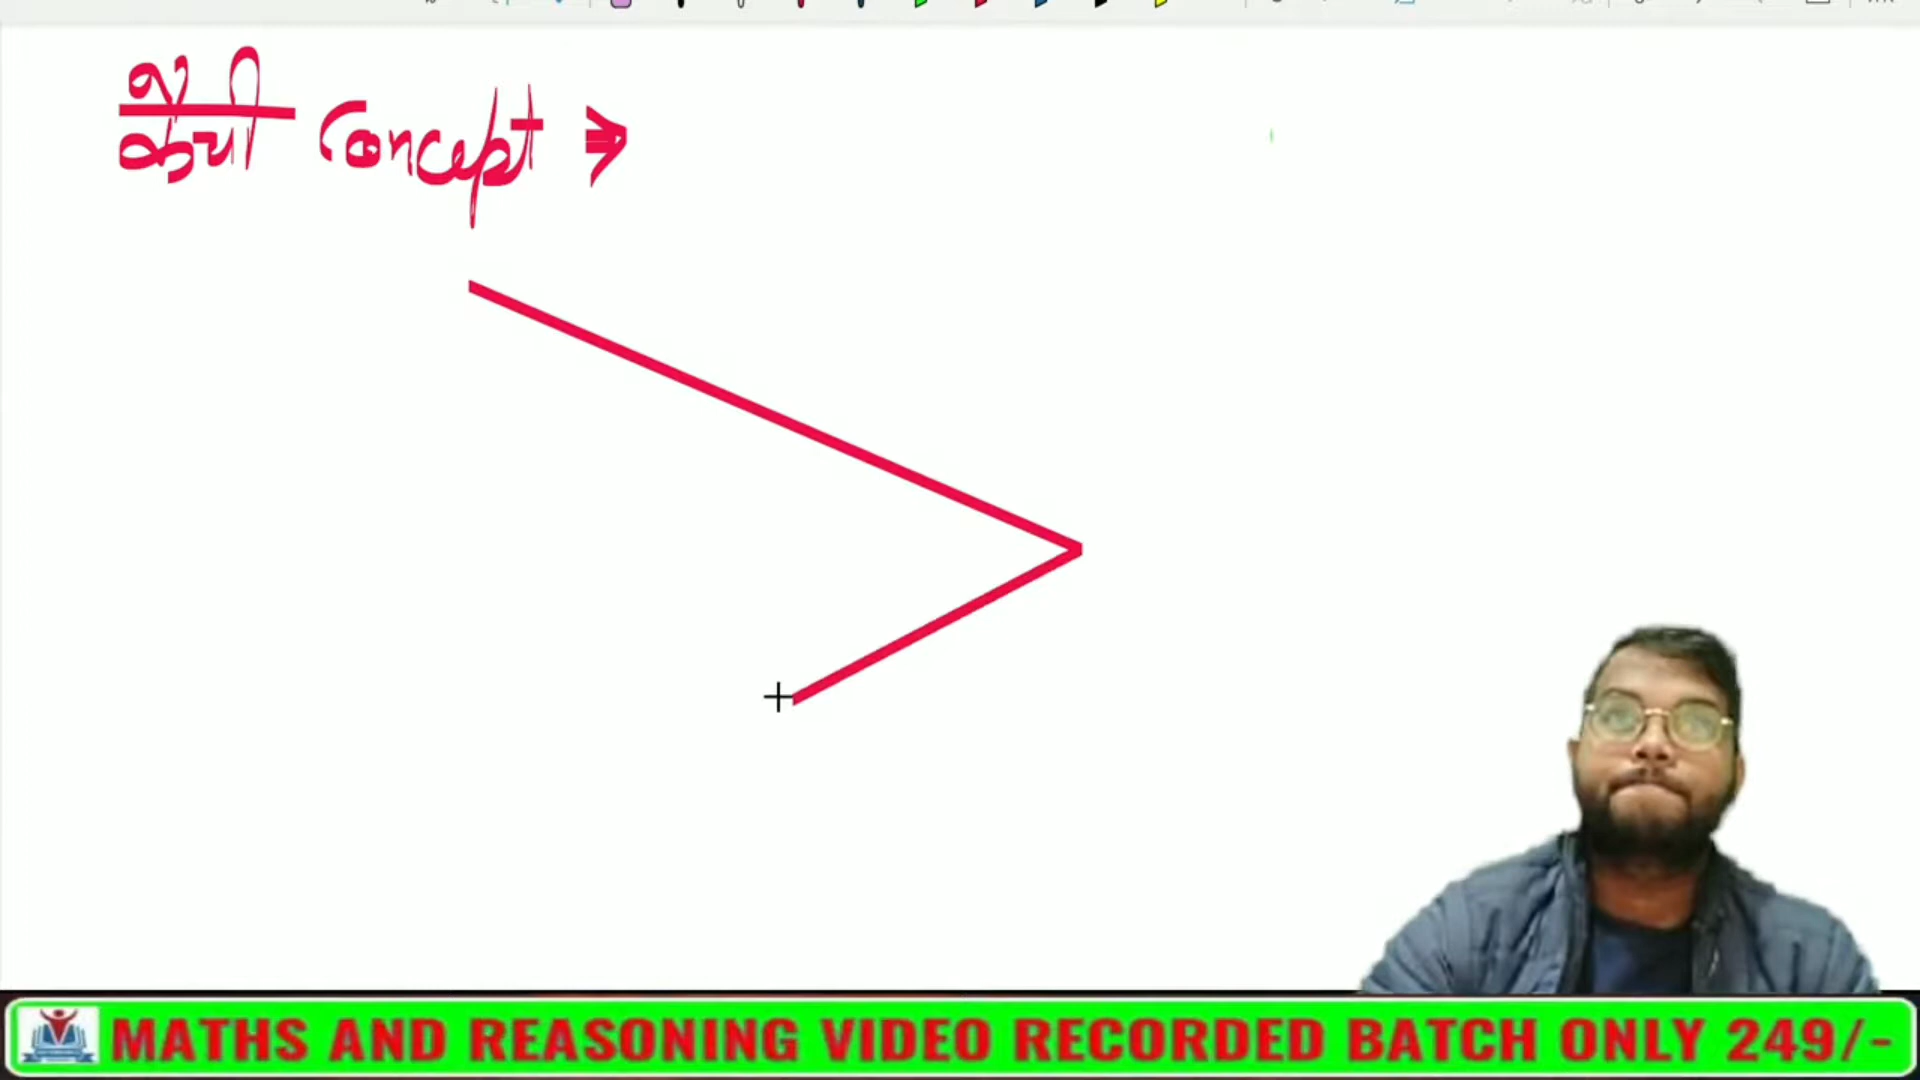 कैंची Concept ⇒
MATHS AND REASONING VIDEO RECORDED BATCH ONLY 249/-